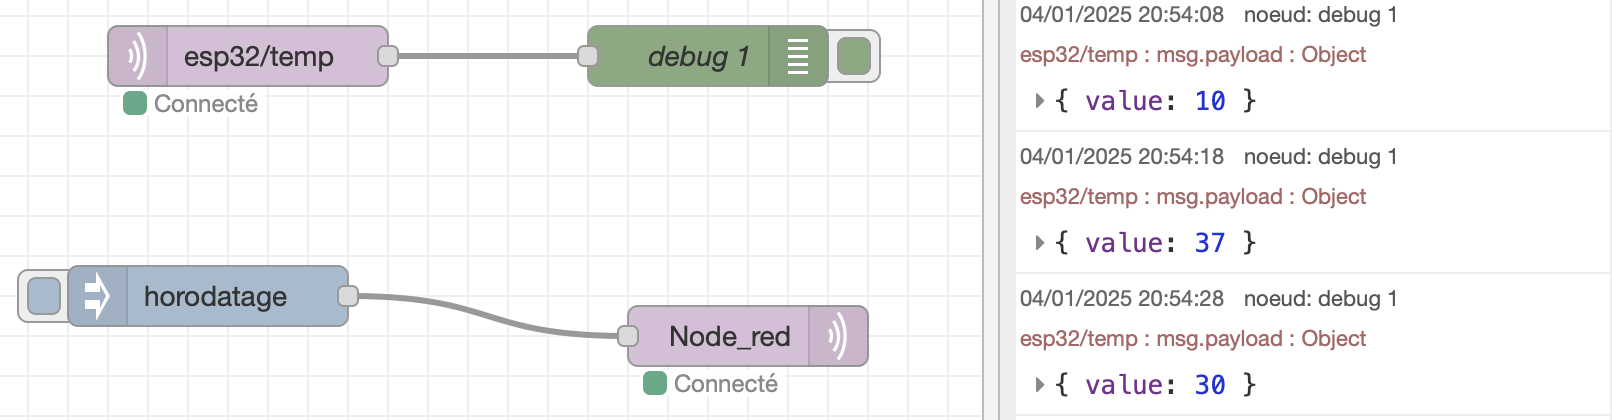 esp32/temp
debug 1
Connecté
horodatage
Node_red
Connecté
04/01/2025 20:54:08 noeud: debug 1
esp32/temp : msg.payload : Object
{ value: 10 }
04/01/2025 20:54:18 noeud: debug 1
esp32/temp : msg.payload : Object
{ value: 37 }
04/01/2025 20:54:28 noeud: debug 1
esp32/temp : msg.payload : Object
{ value: 30 }